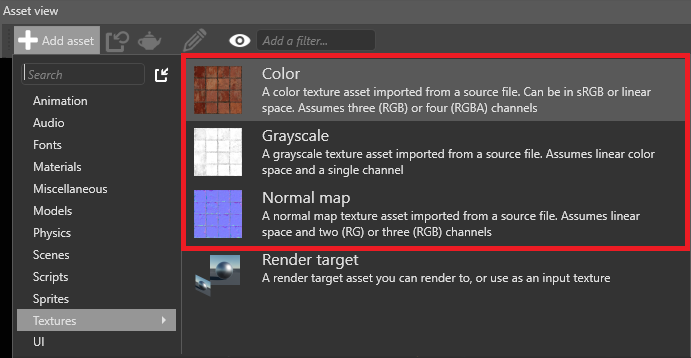 Asset view
Add asset
Add a filter...
Search
Animation
Audio
Fonts
Materials
Miscellaneous
Models
Physics
Scenes
Scripts
Sprites
Textures
UI
Color
A color texture asset imported from a source file. Can be in sRGB or linear
space. Assumes three (RGB) or four (RGBA) channels
Grayscale
A grayscale texture asset imported from a source file. Assumes linear color
space and a single channel
Normal map
A normal map texture asset imported from a source file. Assumes linear
space and two (RG) or three (RGB) channels
Render target
A render target asset you can render to, or use as an input texture